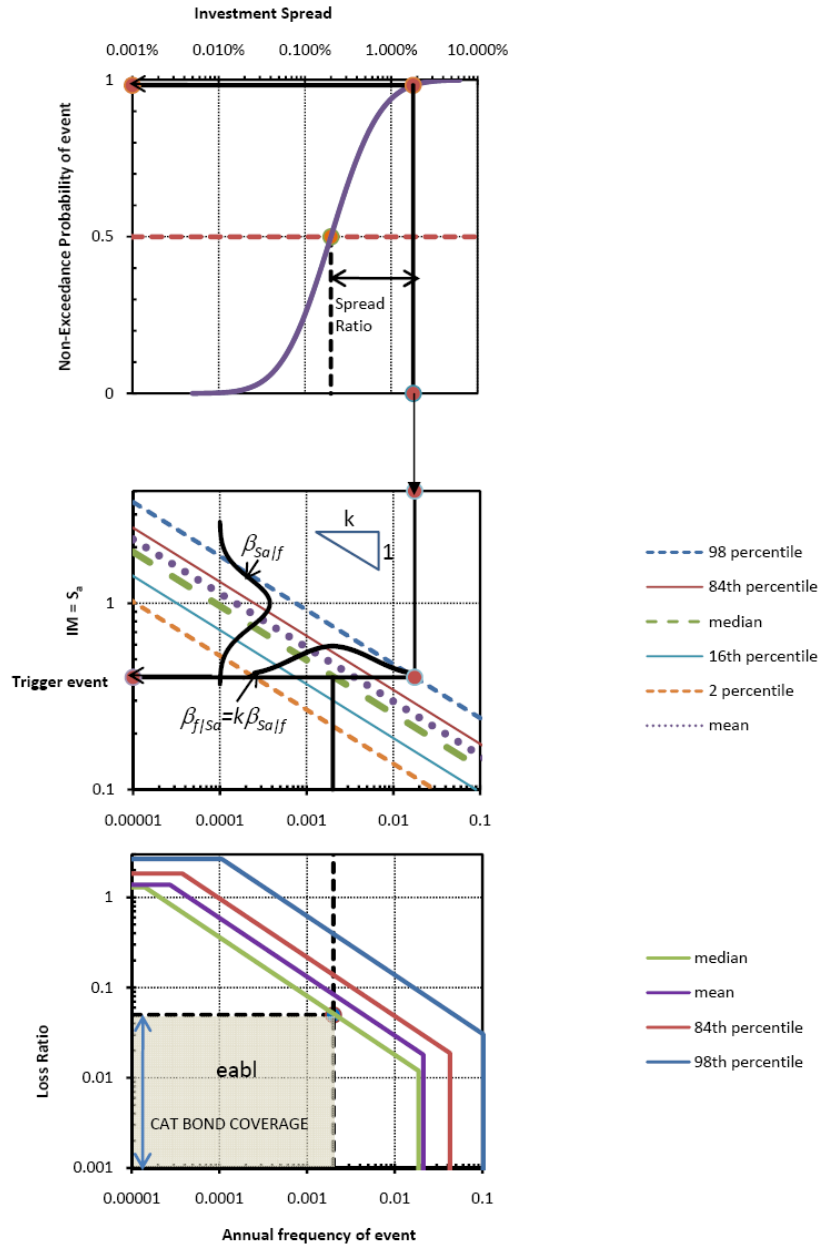 Investment Spread
0.001% 0.010% 0.100% 1.000% 10.000%
1
0.5
0
Non-Exceedance Probability of event
Spread
Ratio
k
1
βSa|f
1
0.1
IM = Sa
Trigger event
βf|Sa=kβSa|f
0.00001 0.0001 0.001 0.01 0.1
98 percentile
84th percentile
median
16th percentile
2 percentile
mean
1
0.1
0.01
0.001
Loss Ratio
eabl
CAT BOND COVERAGE
0.00001 0.0001 0.001 0.01 0.1
Annual frequency of event
median
mean
84th percentile
98th percentile